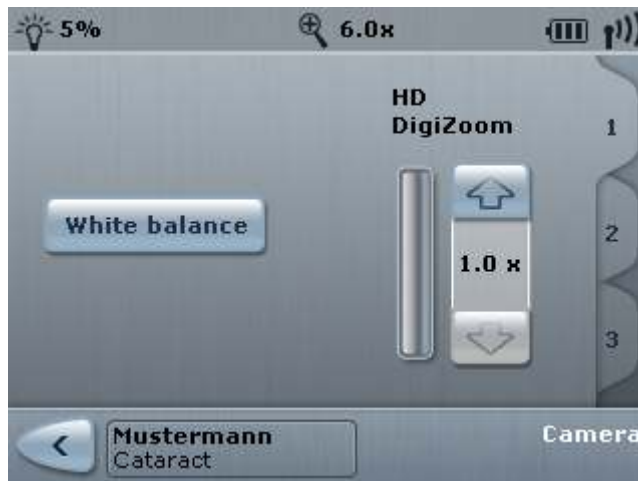 5%
6.0x
HD
DigiZoom
1
White balance
2
1.0 x
3
Mustermann
Cataract
Camera